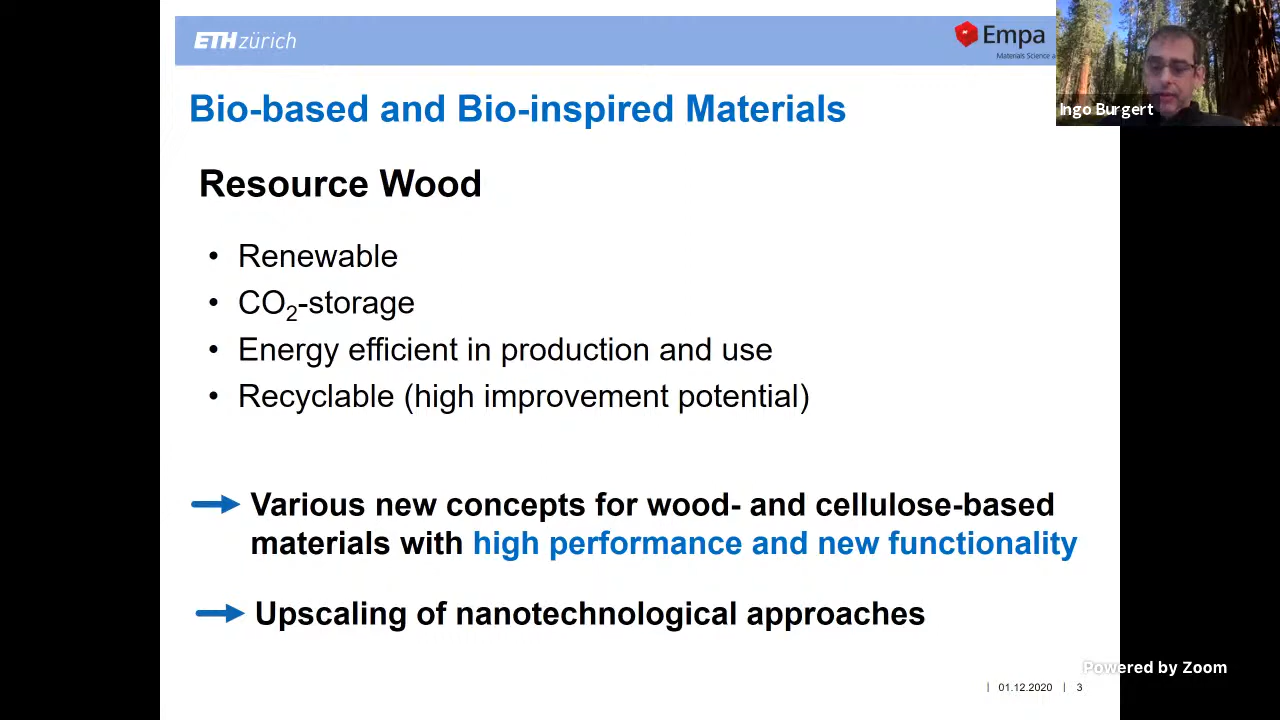 ETH zürich
Empa
Materials Science a
Ingo Burgert
Bio-based and Bio-inspired Materials
Resource Wood
• Renewable
• CO₂-storage
• Energy efficient in production and use
• Recyclable (high improvement potential)
Various new concepts for wood- and cellulose-based
materials with high performance and new functionality
Upscaling of nanotechnological approaches
Powered by Zoom
| 01.12.2020 | 3